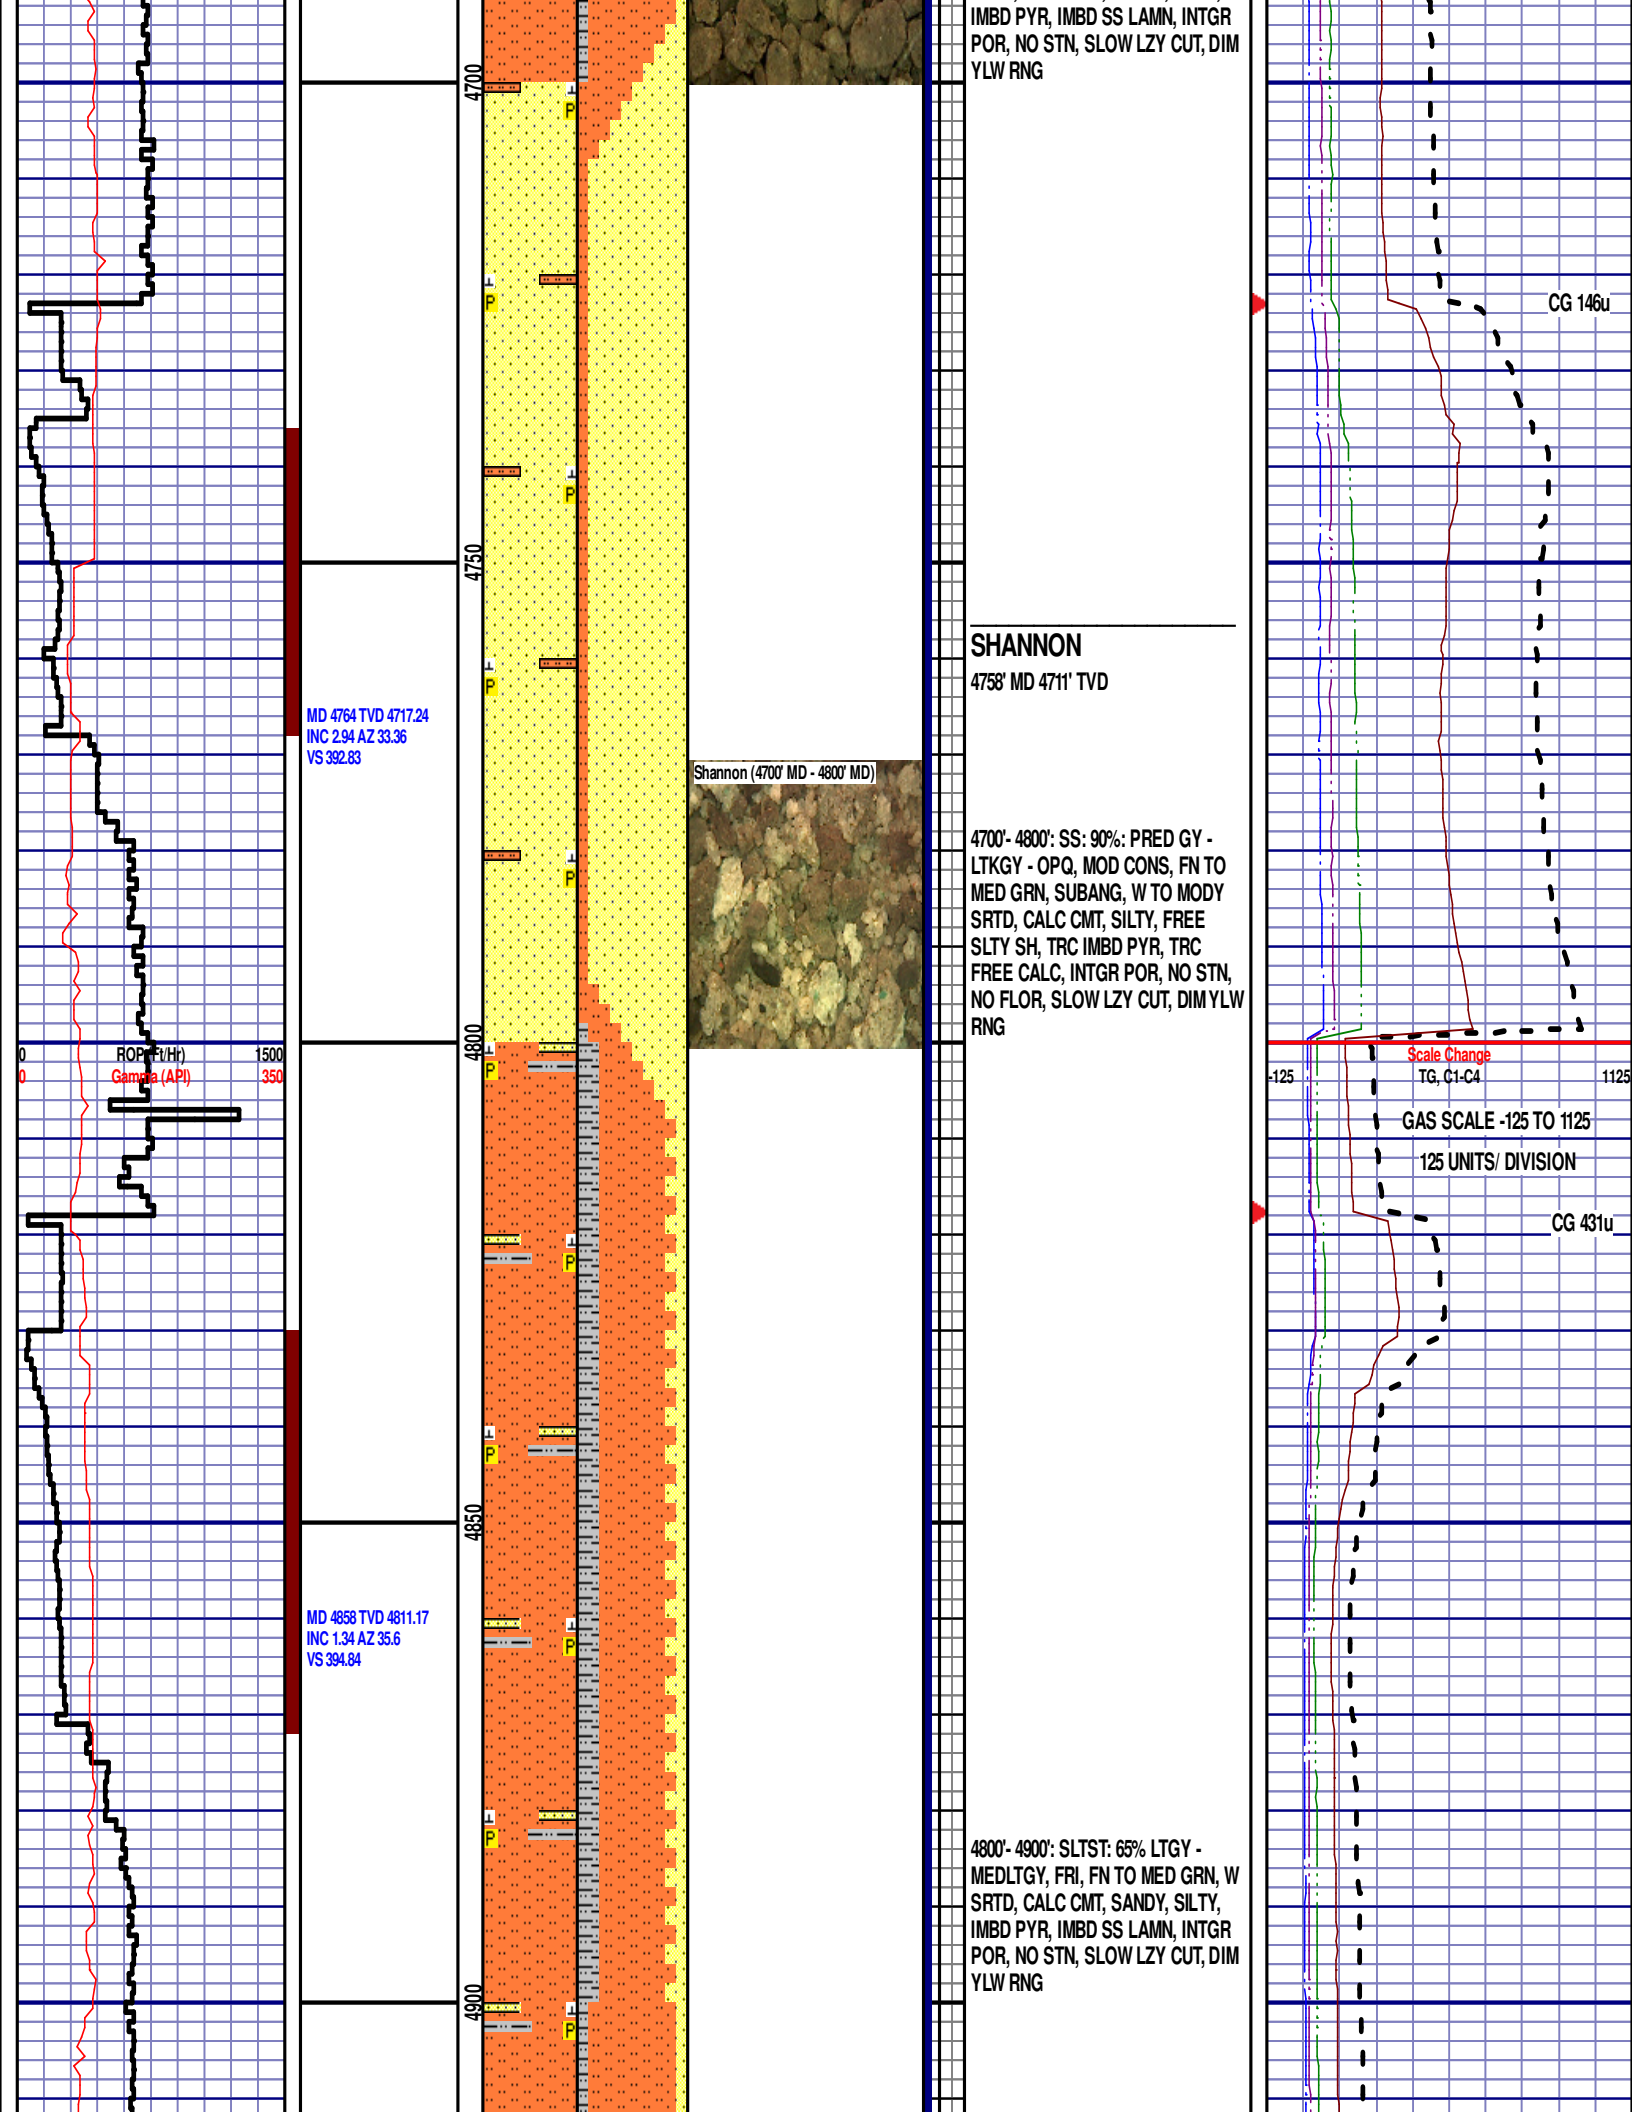 IMBD PYR, IMBD SS LAMN, INTGR
POR, NO STN, SLOW LZY CUT, DIM
YLW RNG
4700
P
P
CG 146u
P
4750
SHANNON
4758' MD 4711' TVD
P
MD 4764 TVD 4717.24
INC 2.94 AZ 33.36
VS 392.83
Shannon (4700' MD - 4800' MD)
4700'- 4800': SS: 90%: PRED GY -
LTKGY - OPQ, MOD CONS, FN TO
MED GRN, SUBANG, W TO MODY
SRTD, CALC CMT, SILTY, FREE
SLTY SH, TRC IMBD PYR, TRC
FREE CALC, INTGR POR, NO STN,
NO FLOR, SLOW LZY CUT, DIM YLW
RNG
P
4800
0 ROP (Ft/Hr) 1500
0 Gamma (API) 350
P
Scale Change
-125 TG, C1-C4 1125
GAS SCALE -125 TO 1125
125 UNITS/ DIVISION
CG 431u
P
P
4850
MD 4858 TVD 4811.17
INC 1.34 AZ 35.6
VS 394.84
P
P
4800'- 4900': SLTST: 65% LTGY -
MEDLTGY, FRI, FN TO MED GRN, W
SRTD, CALC CMT, SANDY, SILTY,
IMBD PYR, IMBD SS LAMN, INTGR
POR, NO STN, SLOW LZY CUT, DIM
YLW RNG
4900
P